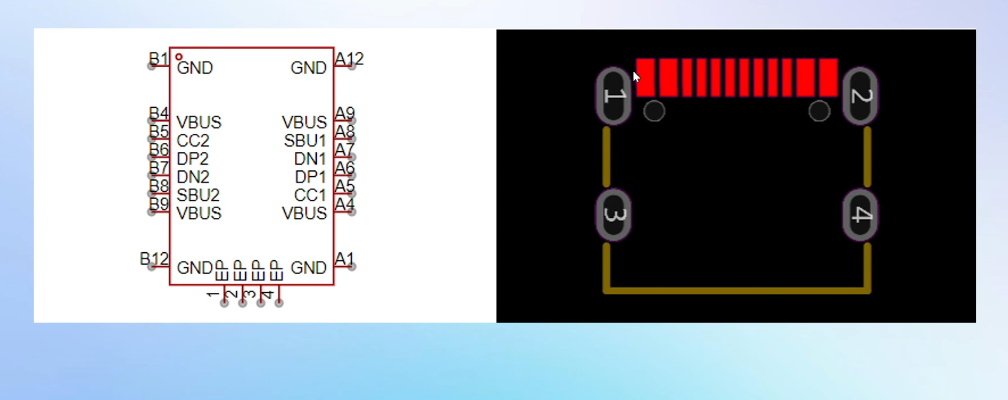 B1 GND GND A12
B4 VBUS VBUS A9
B5 CC2 SBU1 A8
B6 DP2 DN1 A7
B7 DN2 DP1 A6
B8 SBU2 CC1 A5
B9 VBUS VBUS A4
B12 GND GND A1
EP EP EP EP
1 2 3 4
1 2
3 4